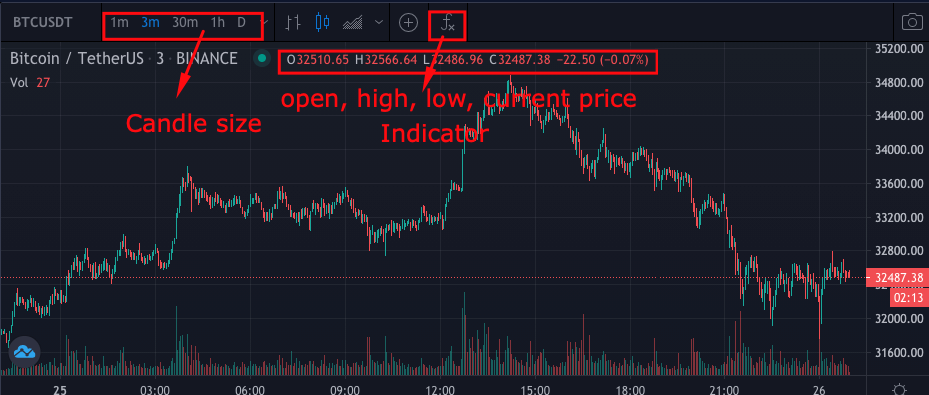 BTCUSDT 1m 3m 30m 1h D
Bitcoin / TetherUS · 3 · BINANCE O32510.65 H32566.64 L32486.96 C32487.38 −22.50 (−0.07%)
Vol 27
Candle size
open, high, low, current price
Indicator
35200.00
34800.00
34400.00
34000.00
33600.00
33200.00
32800.00
32487.38
02:13
32000.00
31600.00
25 03:00 06:00 09:00 12:00 15:00 18:00 21:00 26